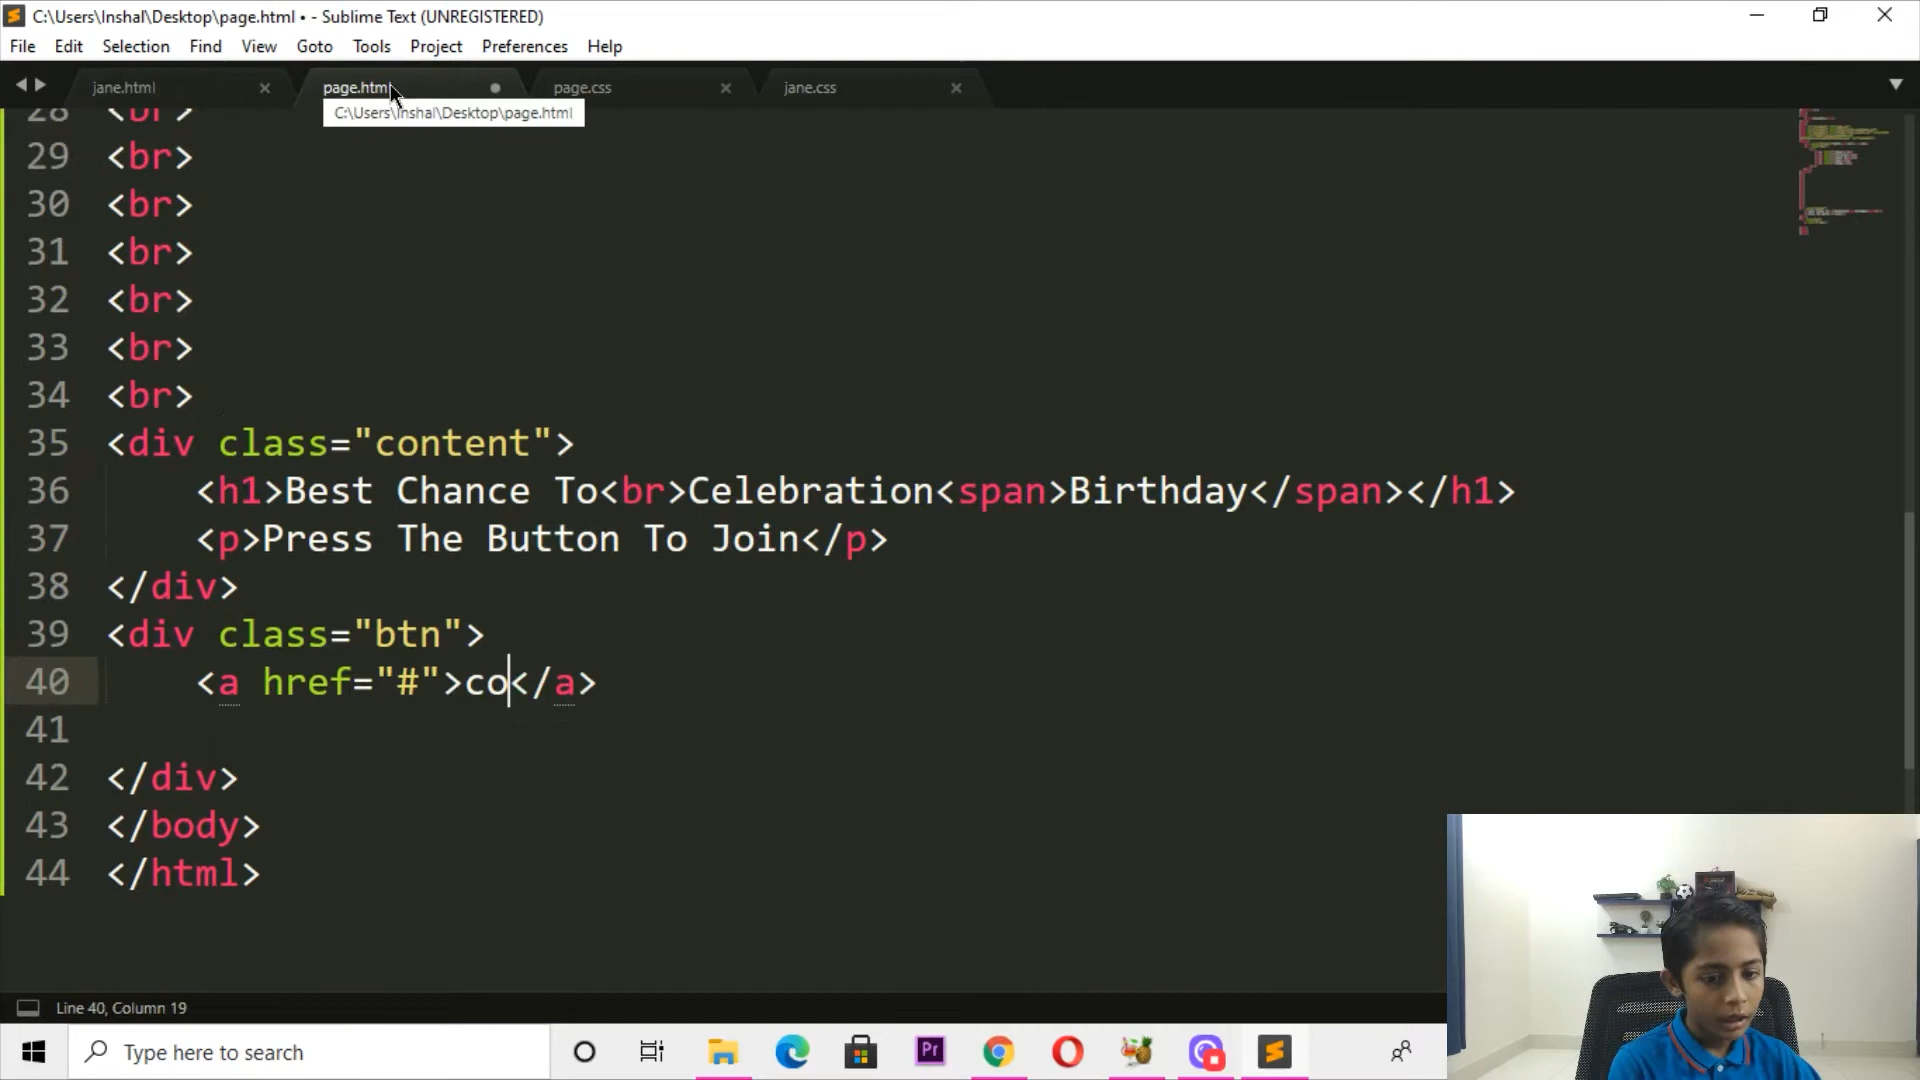 C:\Users\Inshal\Desktop\page.html • - Sublime Text (UNREGISTERED)
File Edit Selection Find View Goto Tools Project Preferences Help
jane.html page.html page.css jane.css
C:\Users\Inshal\Desktop\page.html
28 <br>
29 <br>
30 <br>
31 <br>
32 <br>
33 <br>
34 <br>
35 <div class="content">
36 <h1>Best Chance To<br>Celebration<span>Birthday</span></h1>
37 <p>Press The Button To Join</p>
38 </div>
39 <div class="btn">
40 <a href="#">co</a>
41
42 </div>
43 </body>
44 </html>
Line 40, Column 19
Type here to search
Pr